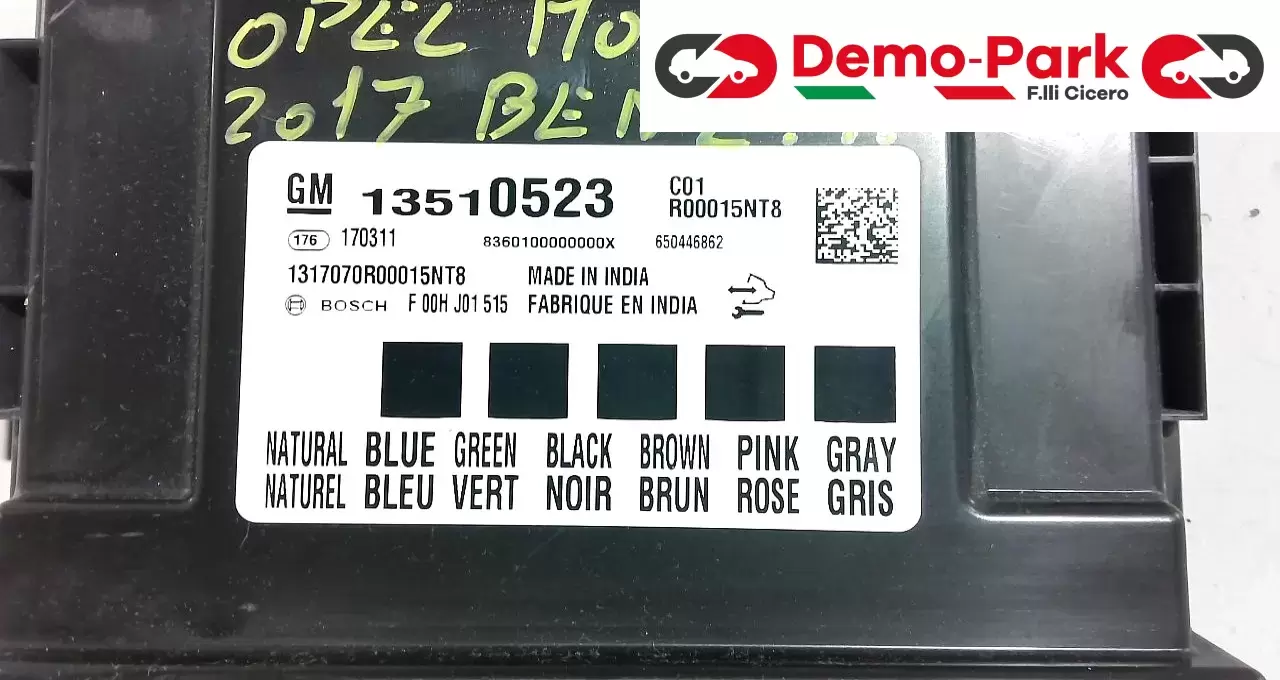 OPEL
2017
Demo-Park
F.lli Cicero
GM 13510523
C01
R00015NT8
176 170311 8360100000000X 650446862
1317070R00015NT8 MADE IN INDIA
BOSCH F 00H J01 515 FABRIQUE EN INDIA
NATURAL BLUE GREEN BLACK BROWN PINK GRAY
NATUREL BLEU VERT NOIR BRUN ROSE GRIS